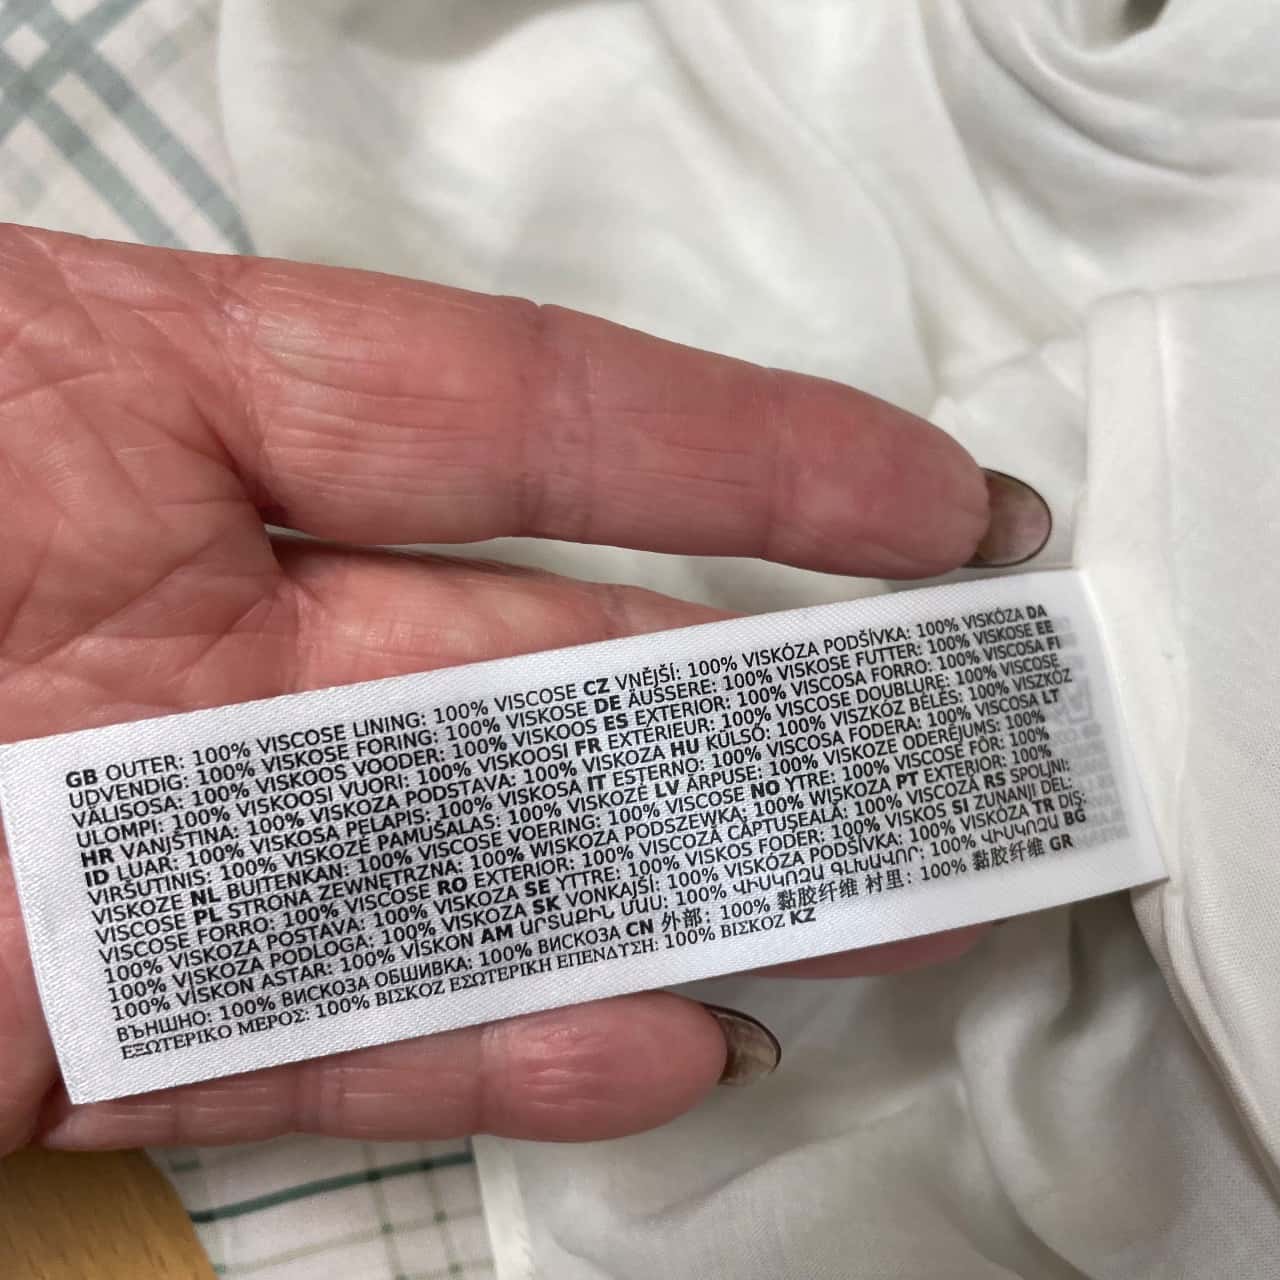 GB OUTER: 100% VISCOSE LINING: 100% VISCOSE CZ VNĚJŠÍ: 100% VISKÓZA PODŠÍVKA: 100% VISKÓZA DA
UDVENDIG: 100% VISKOSE FORING: 100% VISKOSE DE ÄUSSERE: 100% VISKOSE FUTTER: 100% VISKOSE EE
VÄLISOSA: 100% VISKOOS VOODER: 100% VISKOOS ES EXTERIOR: 100% VISCOSA FORRO: 100% VISCOSA FI
ULOMPI: 100% VISKOOSI VUORI: 100% VISKOOSI FR EXTÉRIEUR: 100% VISCOSE DOUBLURE: 100% VISCOSE
HR VANJŠTINA: 100% VISKOZA PODSTAVA: 100% VISKOZA HU KÜLSŐ: 100% VISZKÓZ BÉLÉS: 100% VISZKÓZ
ID LUAR: 100% VISKOSA PELAPIS: 100% VISKOSA IT ESTERNO: 100% VISCOSA FODERA: 100% VISCOSA LT
VIRŠUTINIS: 100% VISKOZĖ PAMUŠALAS: 100% VISKOZĖ LV ĀRPUSE: 100% VISKOZE ODERĒJUMS: 100%
VISKOZE NL BUITENKAN: 100% VISCOSE VOERING: 100% VISCOSE NO YTRE: 100% VISCOSE FÔR: 100%
VISCOSE PL STRONA ZEWNĘTRZNA: 100% WISKOZA PODSZEWKA: 100% WISKOZA PT EXTERIOR: 100%
VISCOSE FORRO: 100% VISCOSE RO EXTERIOR: 100% VISCOZĂ CĂPTUȘEALĂ: 100% VISCOZĂ RS SPOLJNI:
100% VISKOZA POSTAVA: 100% VISKOZA SE YTTRE: 100% VISKOS FODER: 100% VISKOS SI ZUNANJI DEL:
100% VISKOZA PODLOGA: 100% VISKOZA SK VONKAJŠÍ: 100% VISKÓZA PODŠÍVKA: 100% VISKÓZA TR DIŞ:
100% VİSKON ASTAR: 100% VİSKON AM ԱՐՏԱՔԻՆ ՄԱՍ: 100% ՎԻՍԿՈԶԱ ԳԼԽԱՎՈՐ: 100% ՎԻՍԿՈԶԱ BG
ВЪНШНО: 100% ВИСКОЗА ОБШИВКА: 100% ВИСКОЗА CN 外部: 100% 黏胶纤维 衬里: 100% 黏胶纤维 GR
ΕΞΩΤΕΡΙΚΟ ΜΕΡΟΣ: 100% ΒΙΣΚΟΖ ΕΣΩΤΕΡΙΚΗ ΕΠΕΝΔΥΣΗ: 100% ΒΙΣΚΟΖ KZ